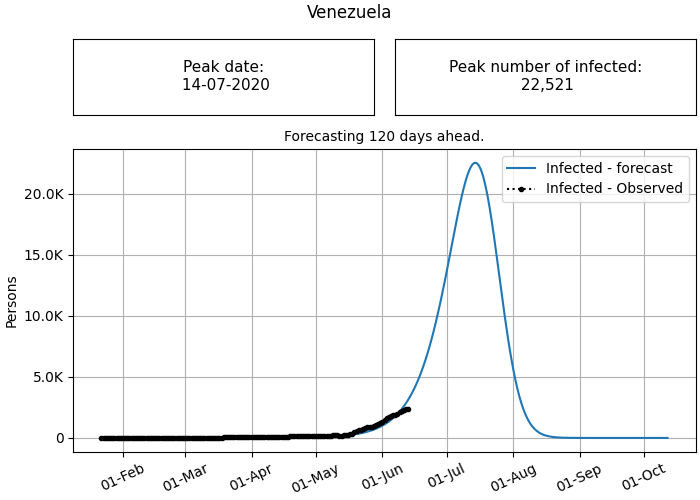 Venezuela
Peak date:
14-07-2020
Peak number of infected:
22,521
Forecasting 120 days ahead.
Infected - forecast
Infected - Observed
Persons
20.0K
15.0K
10.0K
5.0K
0
01-Feb
01-Mar
01-Apr
01-May
01-Jun
01-Jul
01-Aug
01-Sep
01-Oct